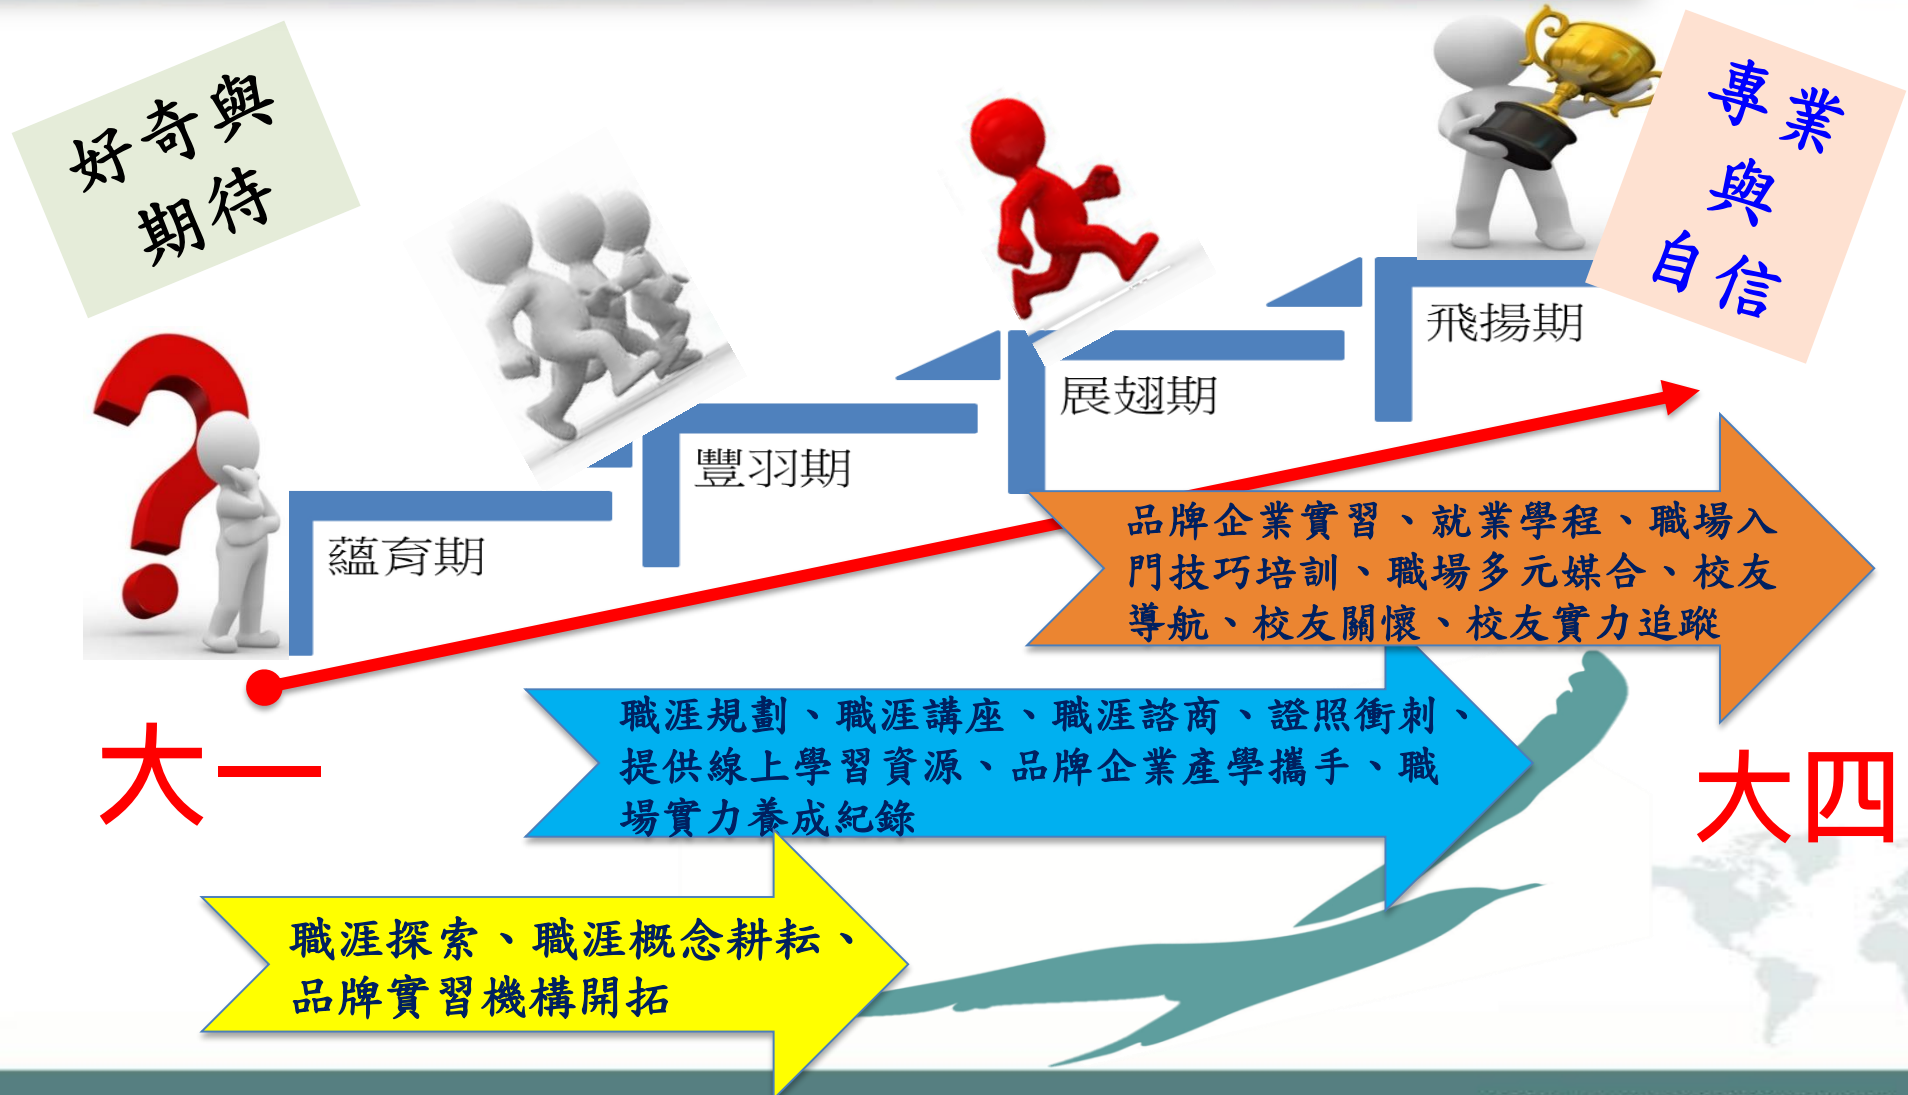 好奇與
期待
專業
與
自信
飛揚期
展翅期
豐羽期
蘊育期
品牌企業實習、就業學程、職場入
門技巧培訓、職場多元媒合、校友
導航、校友關懷、校友實力追蹤
大一
職涯規劃、職涯講座、職涯諮商、證照衝刺、
提供線上學習資源、品牌企業產學攜手、職
場實力養成紀錄
大四
職涯探索、職涯概念耕耘、
品牌實習機構開拓